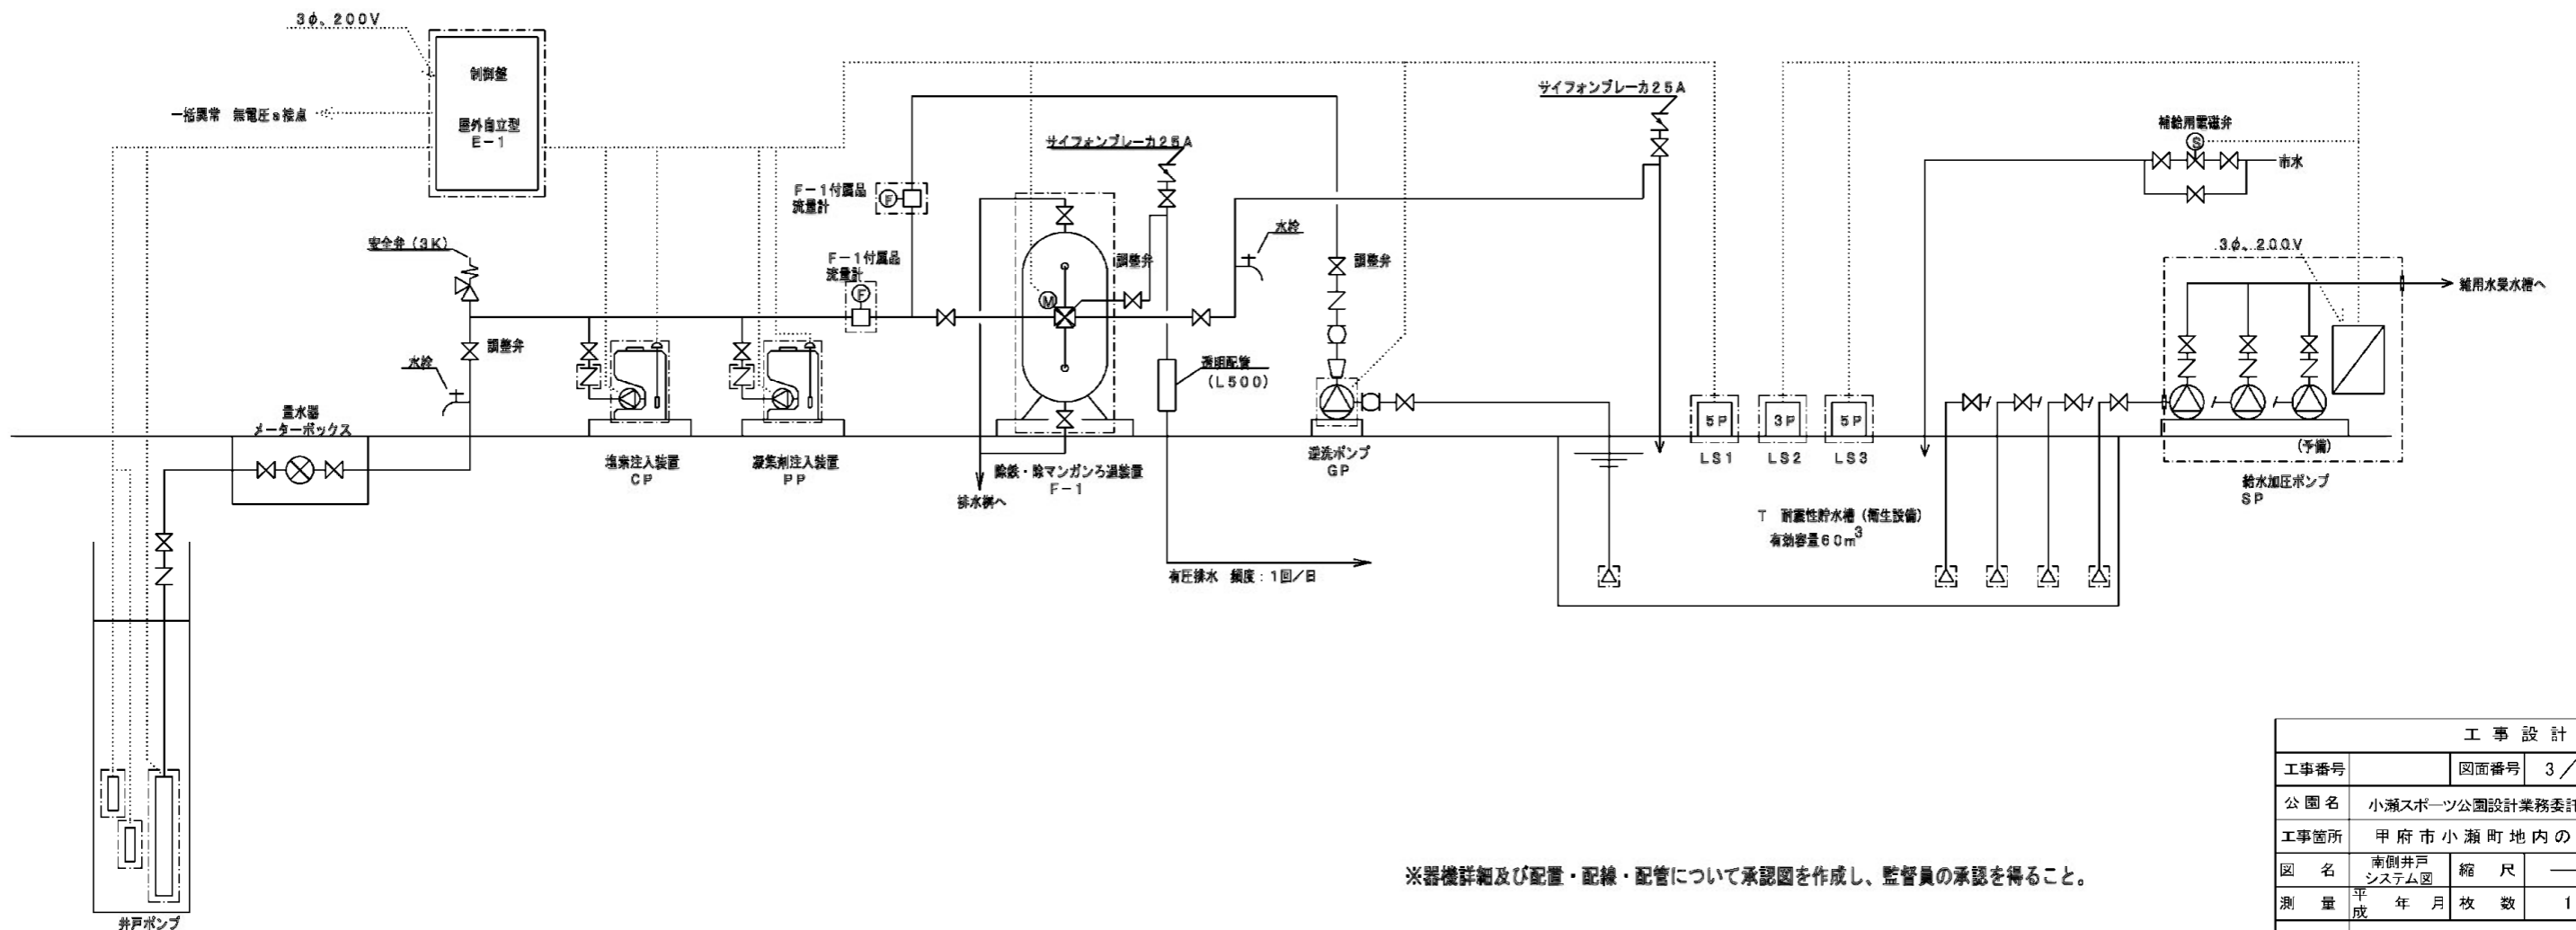 3φ、200V
制御盤
屋外自立型
E-1
一括異常 無電圧a接点
サイフォンブレーカ25A
サイフォンブレーカ25A
補給用電磁弁
S
市水
F-1付属品
流量計
F
F-1付属品
流量計
F
安全弁(3K)
調整弁
水栓
調整弁
M
水栓
調整弁
3φ、200V
雑用水受水槽へ
透明配管
(L500)
量水器
メーターボックス
塩素注入装置
CP
凝集剤注入装置
PP
除鉄・除マンガンろ過装置
F-1
排水桝へ
逆洗ポンプ
GP
5P
LS1
3P
LS2
5P
LS3
(予備)
給水加圧ポンプ
SP
T 耐震性貯水槽(衛生設備)
有効容量60m³
有圧排水 頻度:1回/日
井戸ポンプ
※器機詳細及び配置・配線・配管について承認図を作成し、監督員の承認を得ること。
工事設計
工事番号 図面番号 3/
公園名 小瀬スポーツ公園設計業務委託
工事箇所 甲府市小瀬町地内の
図名 南側井戸システム図 縮尺 —
測量 平成 年 月 枚数 1